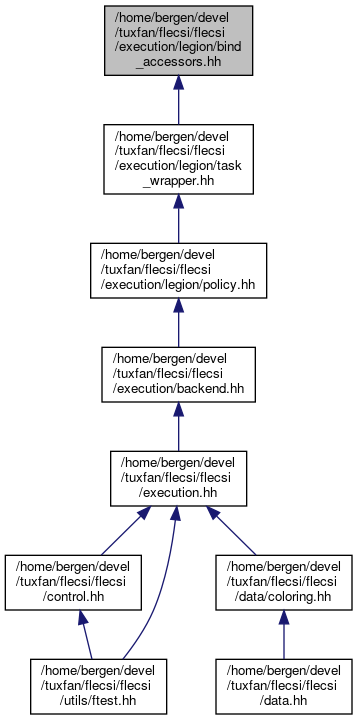 /home/bergen/devel
/tuxfan/flecsi/flecsi
/execution/legion/bind
_accessors.hh
/home/bergen/devel
/tuxfan/flecsi/flecsi
/execution/legion/task
_wrapper.hh
/home/bergen/devel
/tuxfan/flecsi/flecsi
/execution/legion/policy.hh
/home/bergen/devel
/tuxfan/flecsi/flecsi
/execution/backend.hh
/home/bergen/devel
/tuxfan/flecsi/flecsi
/execution.hh
/home/bergen/devel
/tuxfan/flecsi/flecsi
/control.hh
/home/bergen/devel
/tuxfan/flecsi/flecsi
/data/coloring.hh
/home/bergen/devel
/tuxfan/flecsi/flecsi
/utils/ftest.hh
/home/bergen/devel
/tuxfan/flecsi/flecsi
/data.hh